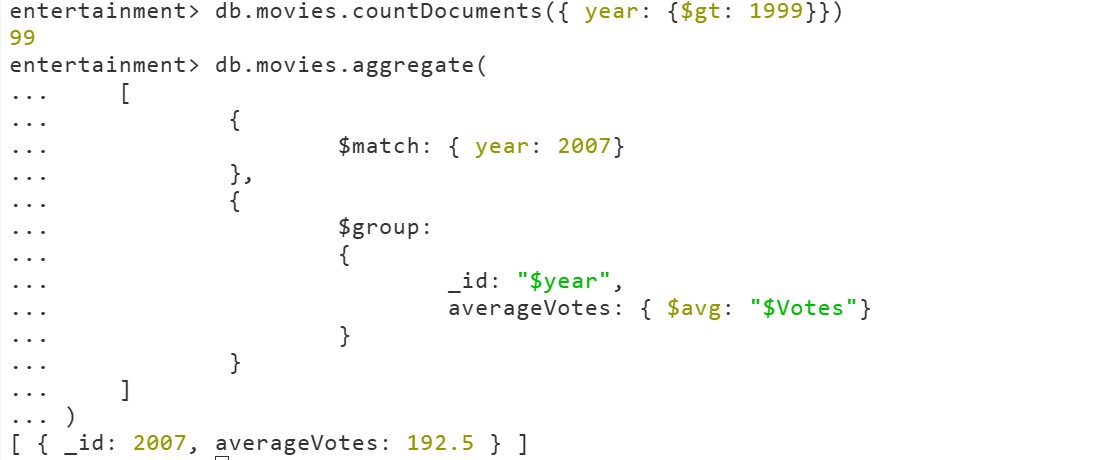 entertainment> db.movies.countDocuments({ year: {$gt: 1999}})
99
entertainment> db.movies.aggregate(
...     [
...             {
...                     $match: { year: 2007}
...             },
...             {
...                     $group:
...                     {
...                             _id: "$year",
...                             averageVotes: { $avg: "$Votes"}
...                     }
...             }
...     ]
... )
[ { _id: 2007, averageVotes: 192.5 } ]